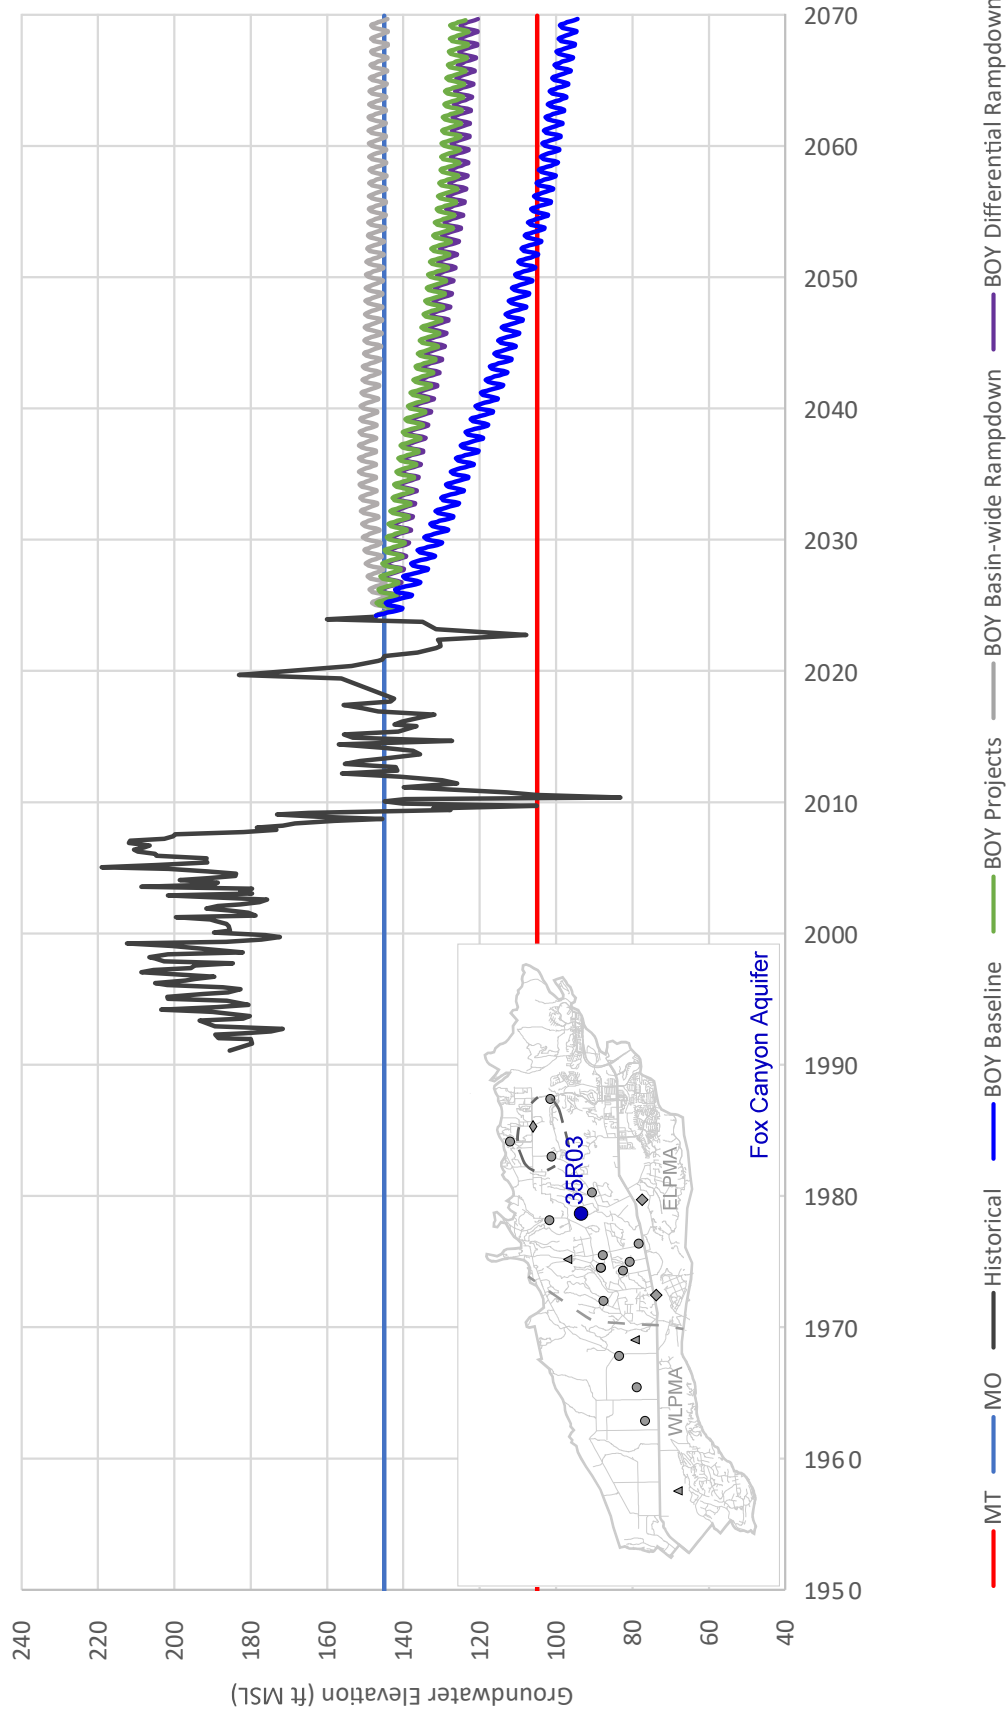 Groundwater Elevation (ft MSL)
240
220
200
180
160
140
120
100
80
60
40
1950
1960
1970
1980
1990
2000
2010
2020
2030
2040
2050
2060
2070
35R03
WLPMA
ELPMA
Fox Canyon Aquifer
MT
MO
Historical
BOY Baseline
BOY Projects
BOY Basin-wide Rampdown
BOY Differential Rampdown